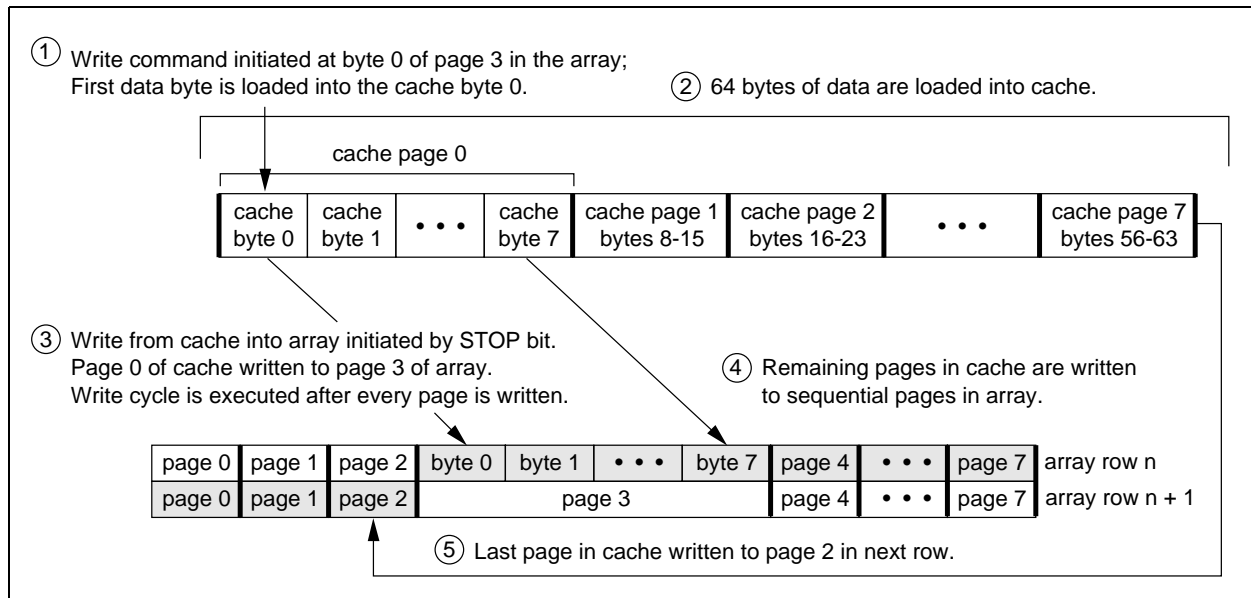 ① Write command initiated at byte 0 of page 3 in the array;
First data byte is loaded into the cache byte 0.
② 64 bytes of data are loaded into cache.
cache page 0
cache byte 0
cache byte 1
• • •
cache byte 7
cache page 1 bytes 8-15
cache page 2 bytes 16-23
• • •
cache page 7 bytes 56-63
③ Write from cache into array initiated by STOP bit.
Page 0 of cache written to page 3 of array.
Write cycle is executed after every page is written.
④ Remaining pages in cache are written
to sequential pages in array.
page 0 page 1 page 2 byte 0 byte 1 • • • byte 7 page 4 • • • page 7 array row n
page 0 page 1 page 2 page 3 page 4 • • • page 7 array row n + 1
⑤ Last page in cache written to page 2 in next row.